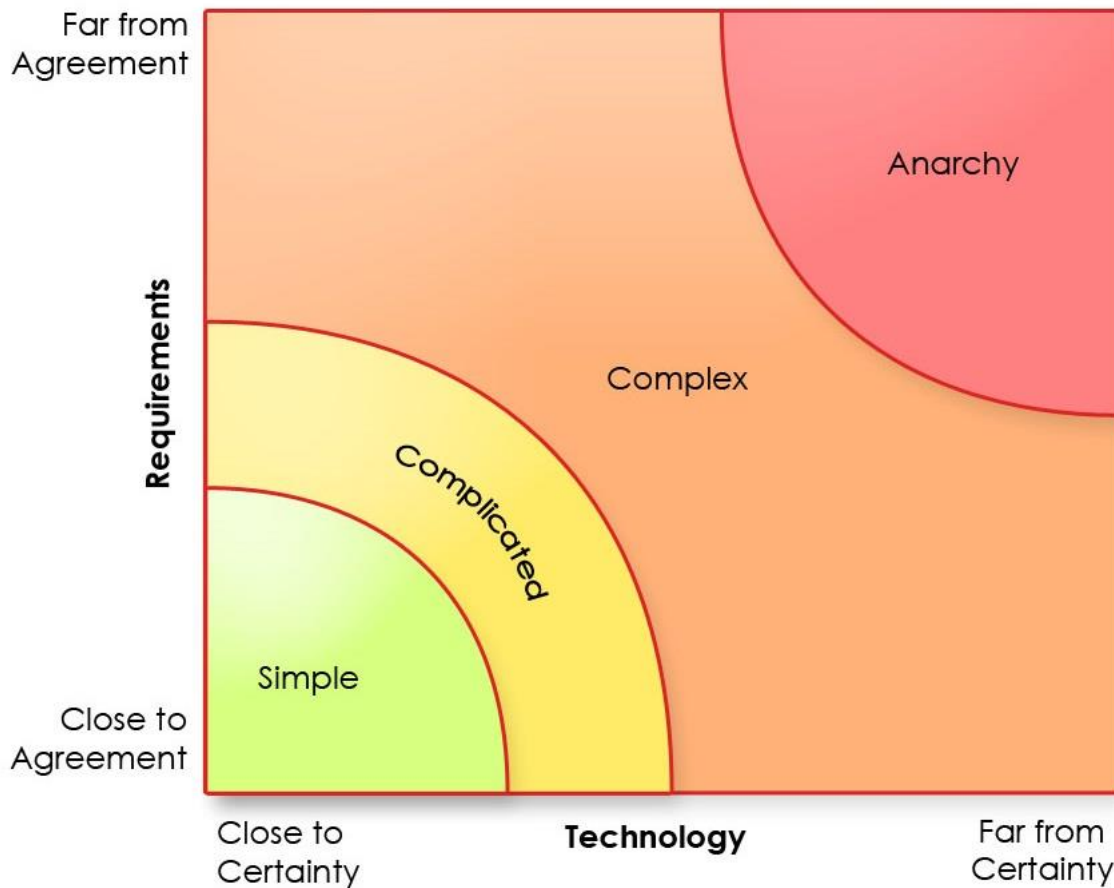 Far from
Agreement
Anarchy
Requirements
Complex
Complicated
Simple
Close to
Agreement
Close to
Certainty
Technology
Far from
Certainty